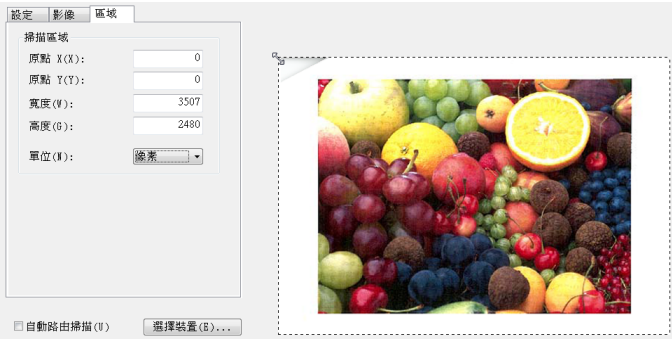 設定 影像 區域
掃描區域
原點 X(X): 0
原點 Y(Y): 0
寬度(W): 3507
高度(G): 2480
單位(N): 像素
自動路由掃描(U) 選擇裝置(E)...